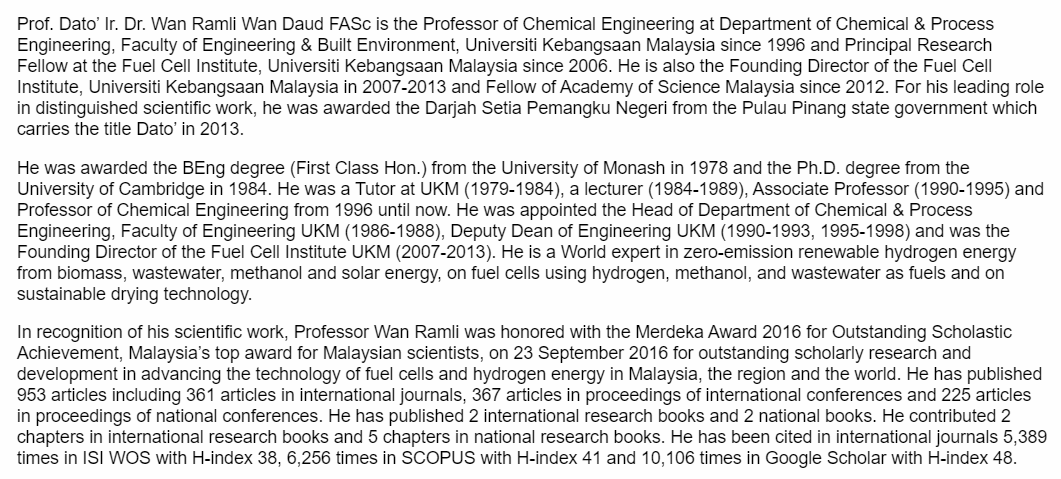 Prof. Dato’ Ir. Dr. Wan Ramli Wan Daud FASc is the Professor of Chemical Engineering at Department of Chemical & Process
Engineering, Faculty of Engineering & Built Environment, Universiti Kebangsaan Malaysia since 1996 and Principal Research
Fellow at the Fuel Cell Institute, Universiti Kebangsaan Malaysia since 2006. He is also the Founding Director of the Fuel Cell
Institute, Universiti Kebangsaan Malaysia in 2007-2013 and Fellow of Academy of Science Malaysia since 2012. For his leading role
in distinguished scientific work, he was awarded the Darjah Setia Pemangku Negeri from the Pulau Pinang state government which
carries the title Dato’ in 2013.
He was awarded the BEng degree (First Class Hon.) from the University of Monash in 1978 and the Ph.D. degree from the
University of Cambridge in 1984. He was a Tutor at UKM (1979-1984), a lecturer (1984-1989), Associate Professor (1990-1995) and
Professor of Chemical Engineering from 1996 until now. He was appointed the Head of Department of Chemical & Process
Engineering, Faculty of Engineering UKM (1986-1988), Deputy Dean of Engineering UKM (1990-1993, 1995-1998) and was the
Founding Director of the Fuel Cell Institute UKM (2007-2013). He is a World expert in zero-emission renewable hydrogen energy
from biomass, wastewater, methanol and solar energy, on fuel cells using hydrogen, methanol, and wastewater as fuels and on
sustainable drying technology.
In recognition of his scientific work, Professor Wan Ramli was honored with the Merdeka Award 2016 for Outstanding Scholastic
Achievement, Malaysia’s top award for Malaysian scientists, on 23 September 2016 for outstanding scholarly research and
development in advancing the technology of fuel cells and hydrogen energy in Malaysia, the region and the world. He has published
953 articles including 361 articles in international journals, 367 articles in proceedings of international conferences and 225 articles
in proceedings of national conferences. He has published 2 international research books and 2 national books. He contributed 2
chapters in international research books and 5 chapters in national research books. He has been cited in international journals 5,389
times in ISI WOS with H-index 38, 6,256 times in SCOPUS with H-index 41 and 10,106 times in Google Scholar with H-index 48.